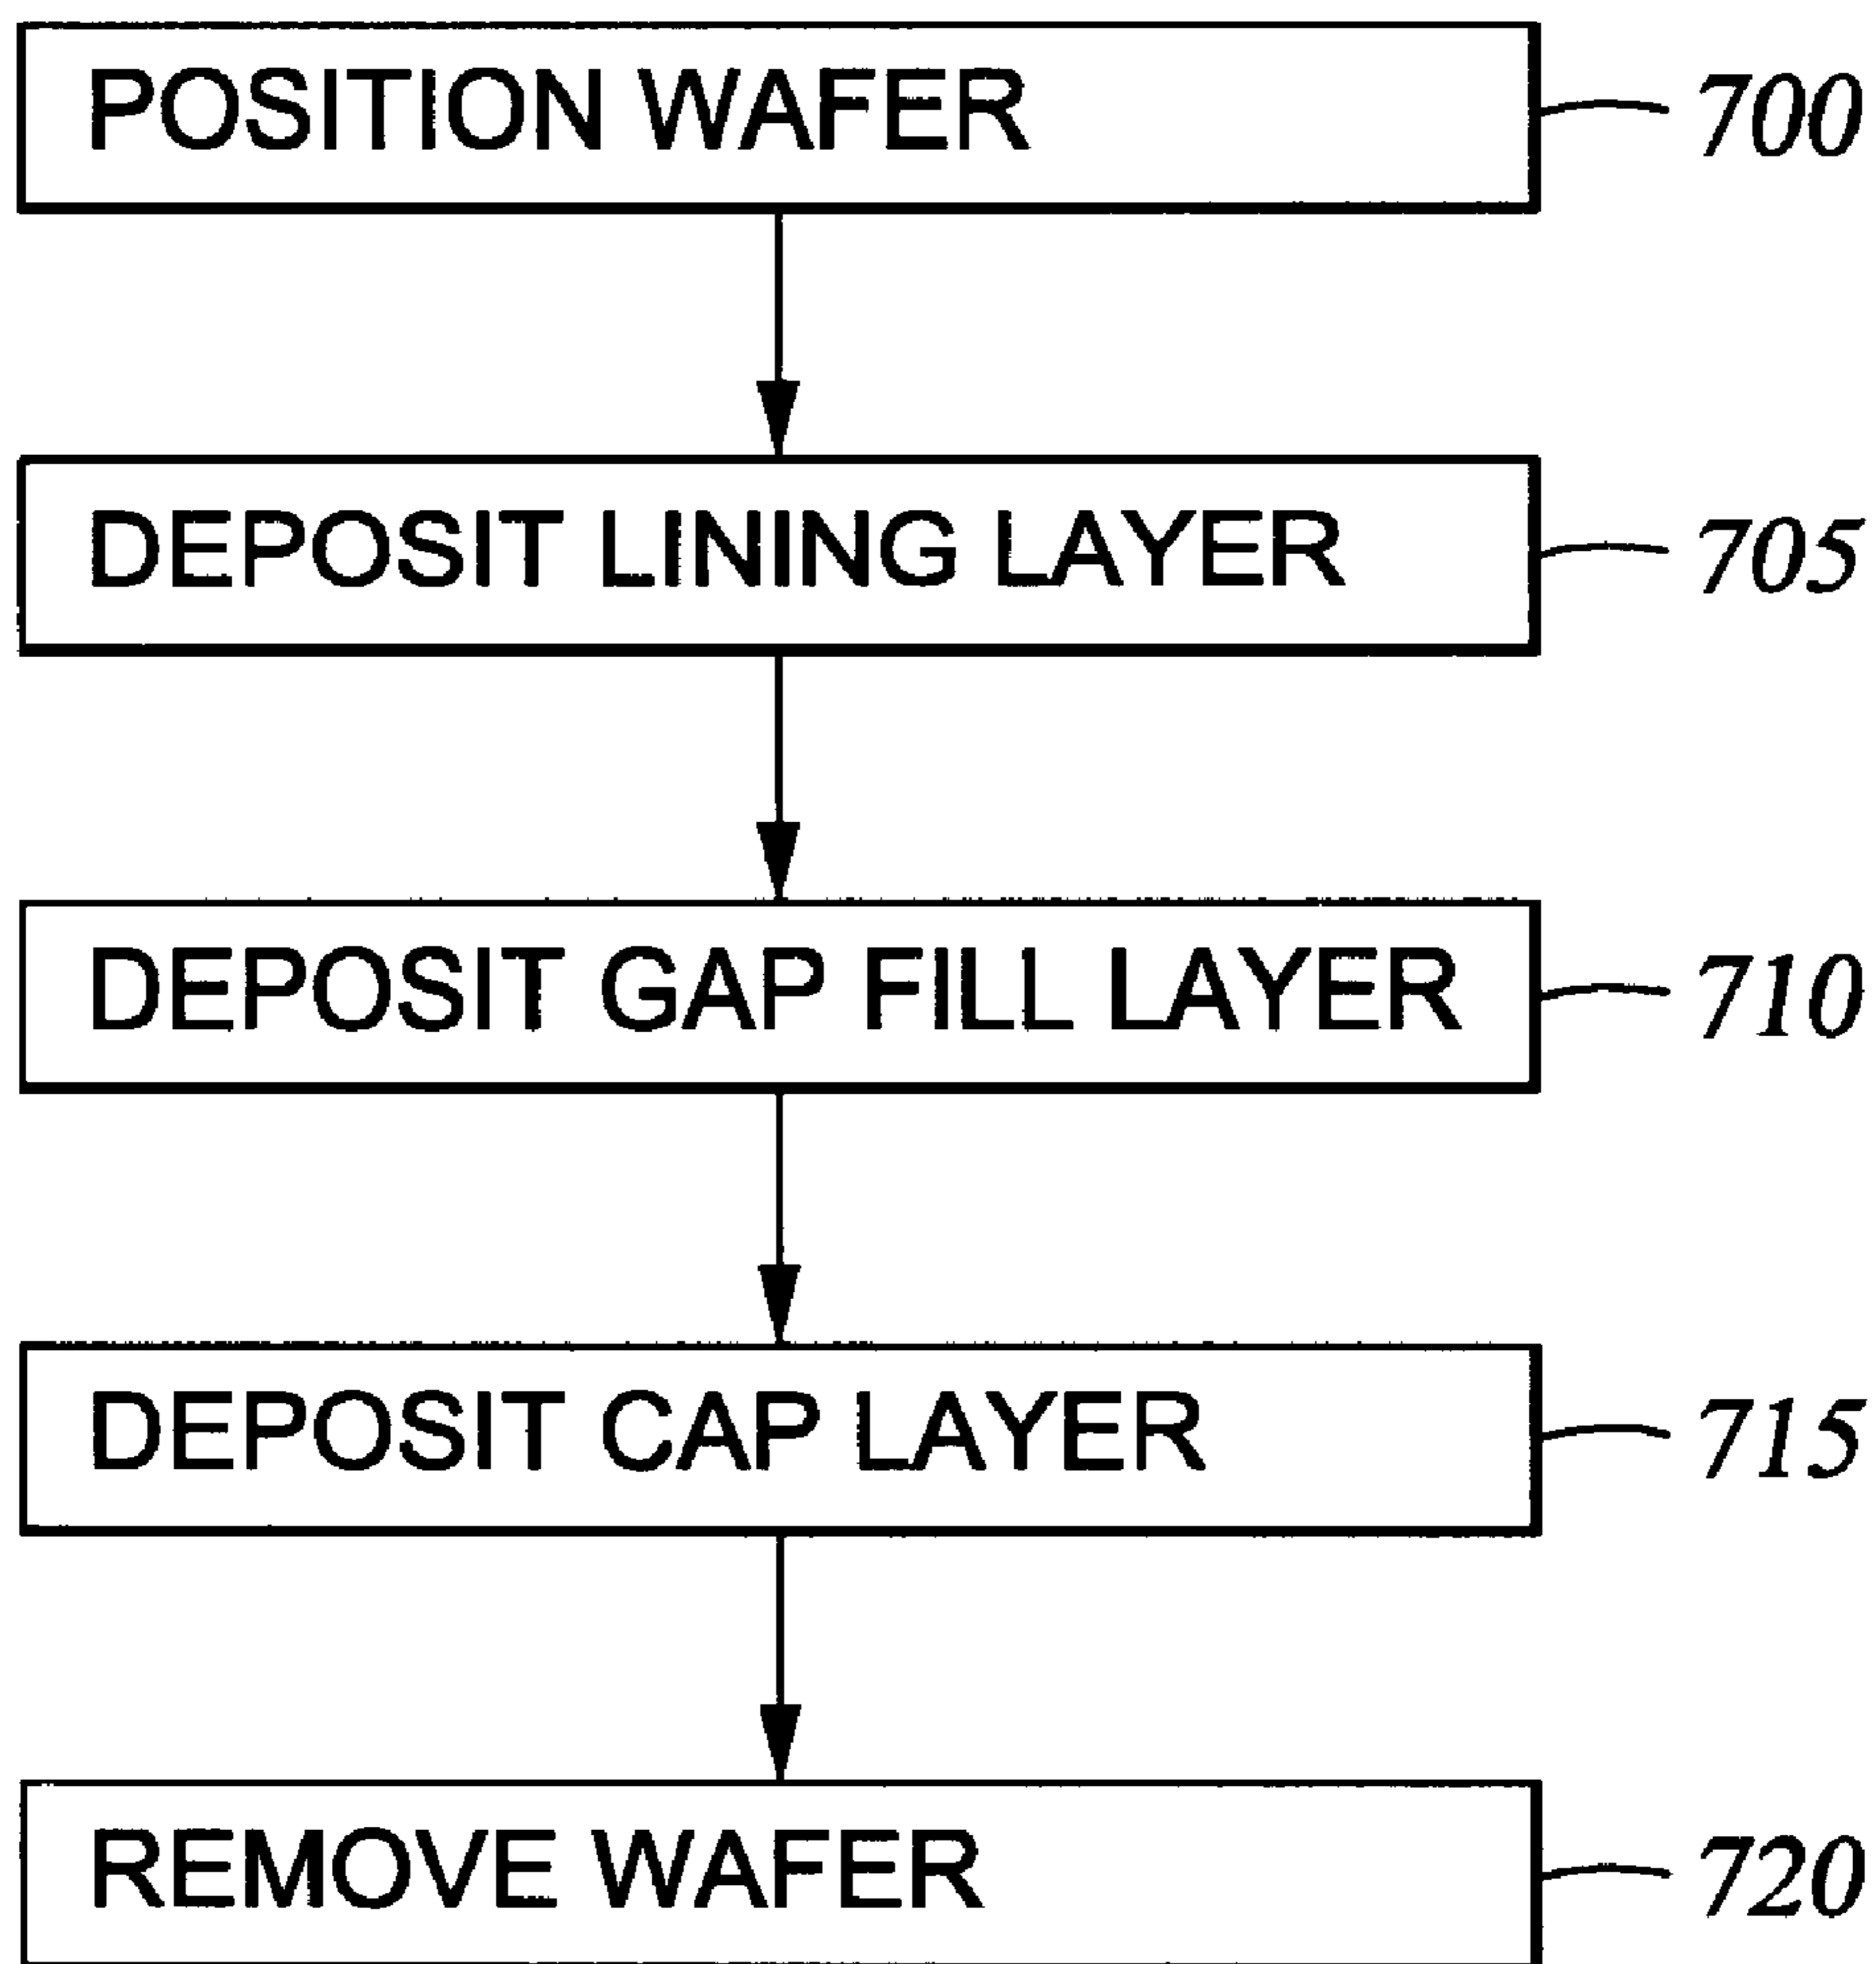 POSITION WAFER 700
DEPOSIT LINING LAYER 705
DEPOSIT GAP FILL LAYER 710
DEPOSIT CAP LAYER 715
REMOVE WAFER 720